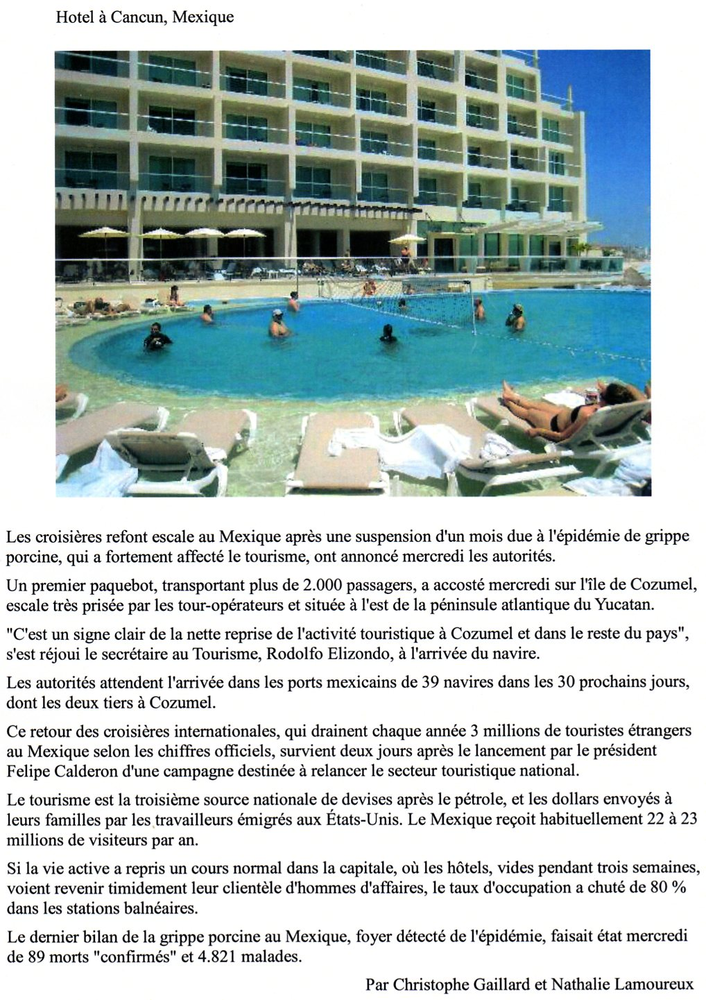 Hotel à Cancun, Mexique
Les croisières refont escale au Mexique après une suspension d'un mois due à l'épidémie de grippe
porcine, qui a fortement affecté le tourisme, ont annoncé mercredi les autorités.
Un premier paquebot, transportant plus de 2.000 passagers, a accosté mercredi sur l'île de Cozumel,
escale très prisée par les tour-opérateurs et située à l'est de la péninsule atlantique du Yucatan.
"C'est un signe clair de la nette reprise de l'activité touristique à Cozumel et dans le reste du pays",
s'est réjoui le secrétaire au Tourisme, Rodolfo Elizondo, à l'arrivée du navire.
Les autorités attendent l'arrivée dans les ports mexicains de 39 navires dans les 30 prochains jours,
dont les deux tiers à Cozumel.
Ce retour des croisières internationales, qui drainent chaque année 3 millions de touristes étrangers
au Mexique selon les chiffres officiels, survient deux jours après le lancement par le président
Felipe Calderon d'une campagne destinée à relancer le secteur touristique national.
Le tourisme est la troisième source nationale de devises après le pétrole, et les dollars envoyés à
leurs familles par les travailleurs émigrés aux États-Unis. Le Mexique reçoit habituellement 22 à 23
millions de visiteurs par an.
Si la vie active a repris un cours normal dans la capitale, où les hôtels, vides pendant trois semaines,
voient revenir timidement leur clientèle d'hommes d'affaires, le taux d'occupation a chuté de 80 %
dans les stations balnéaires.
Le dernier bilan de la grippe porcine au Mexique, foyer détecté de l'épidémie, faisait état mercredi
de 89 morts "confirmés" et 4.821 malades.
Par Christophe Gaillard et Nathalie Lamoureux